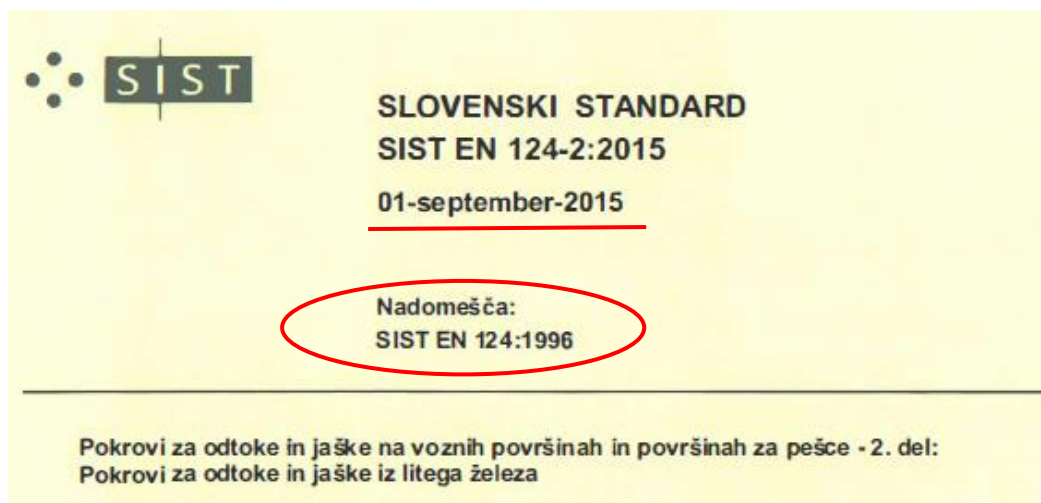 SIST
SLOVENSKI STANDARD
SIST EN 124-2:2015
01-september-2015
Nadomešča:
SIST EN 124:1996
Pokrovi za odtoke in jaške na voznih površinah in površinah za pešce - 2. del:
Pokrovi za odtoke in jaške iz litega železa